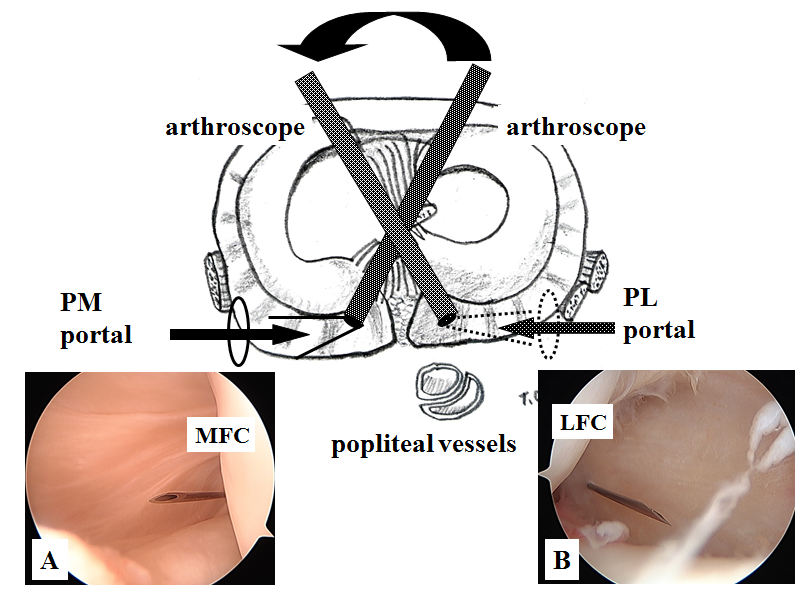 arthroscope
arthroscope
PM
portal
PL
portal
MFC
LFC
popliteal vessels
A
B